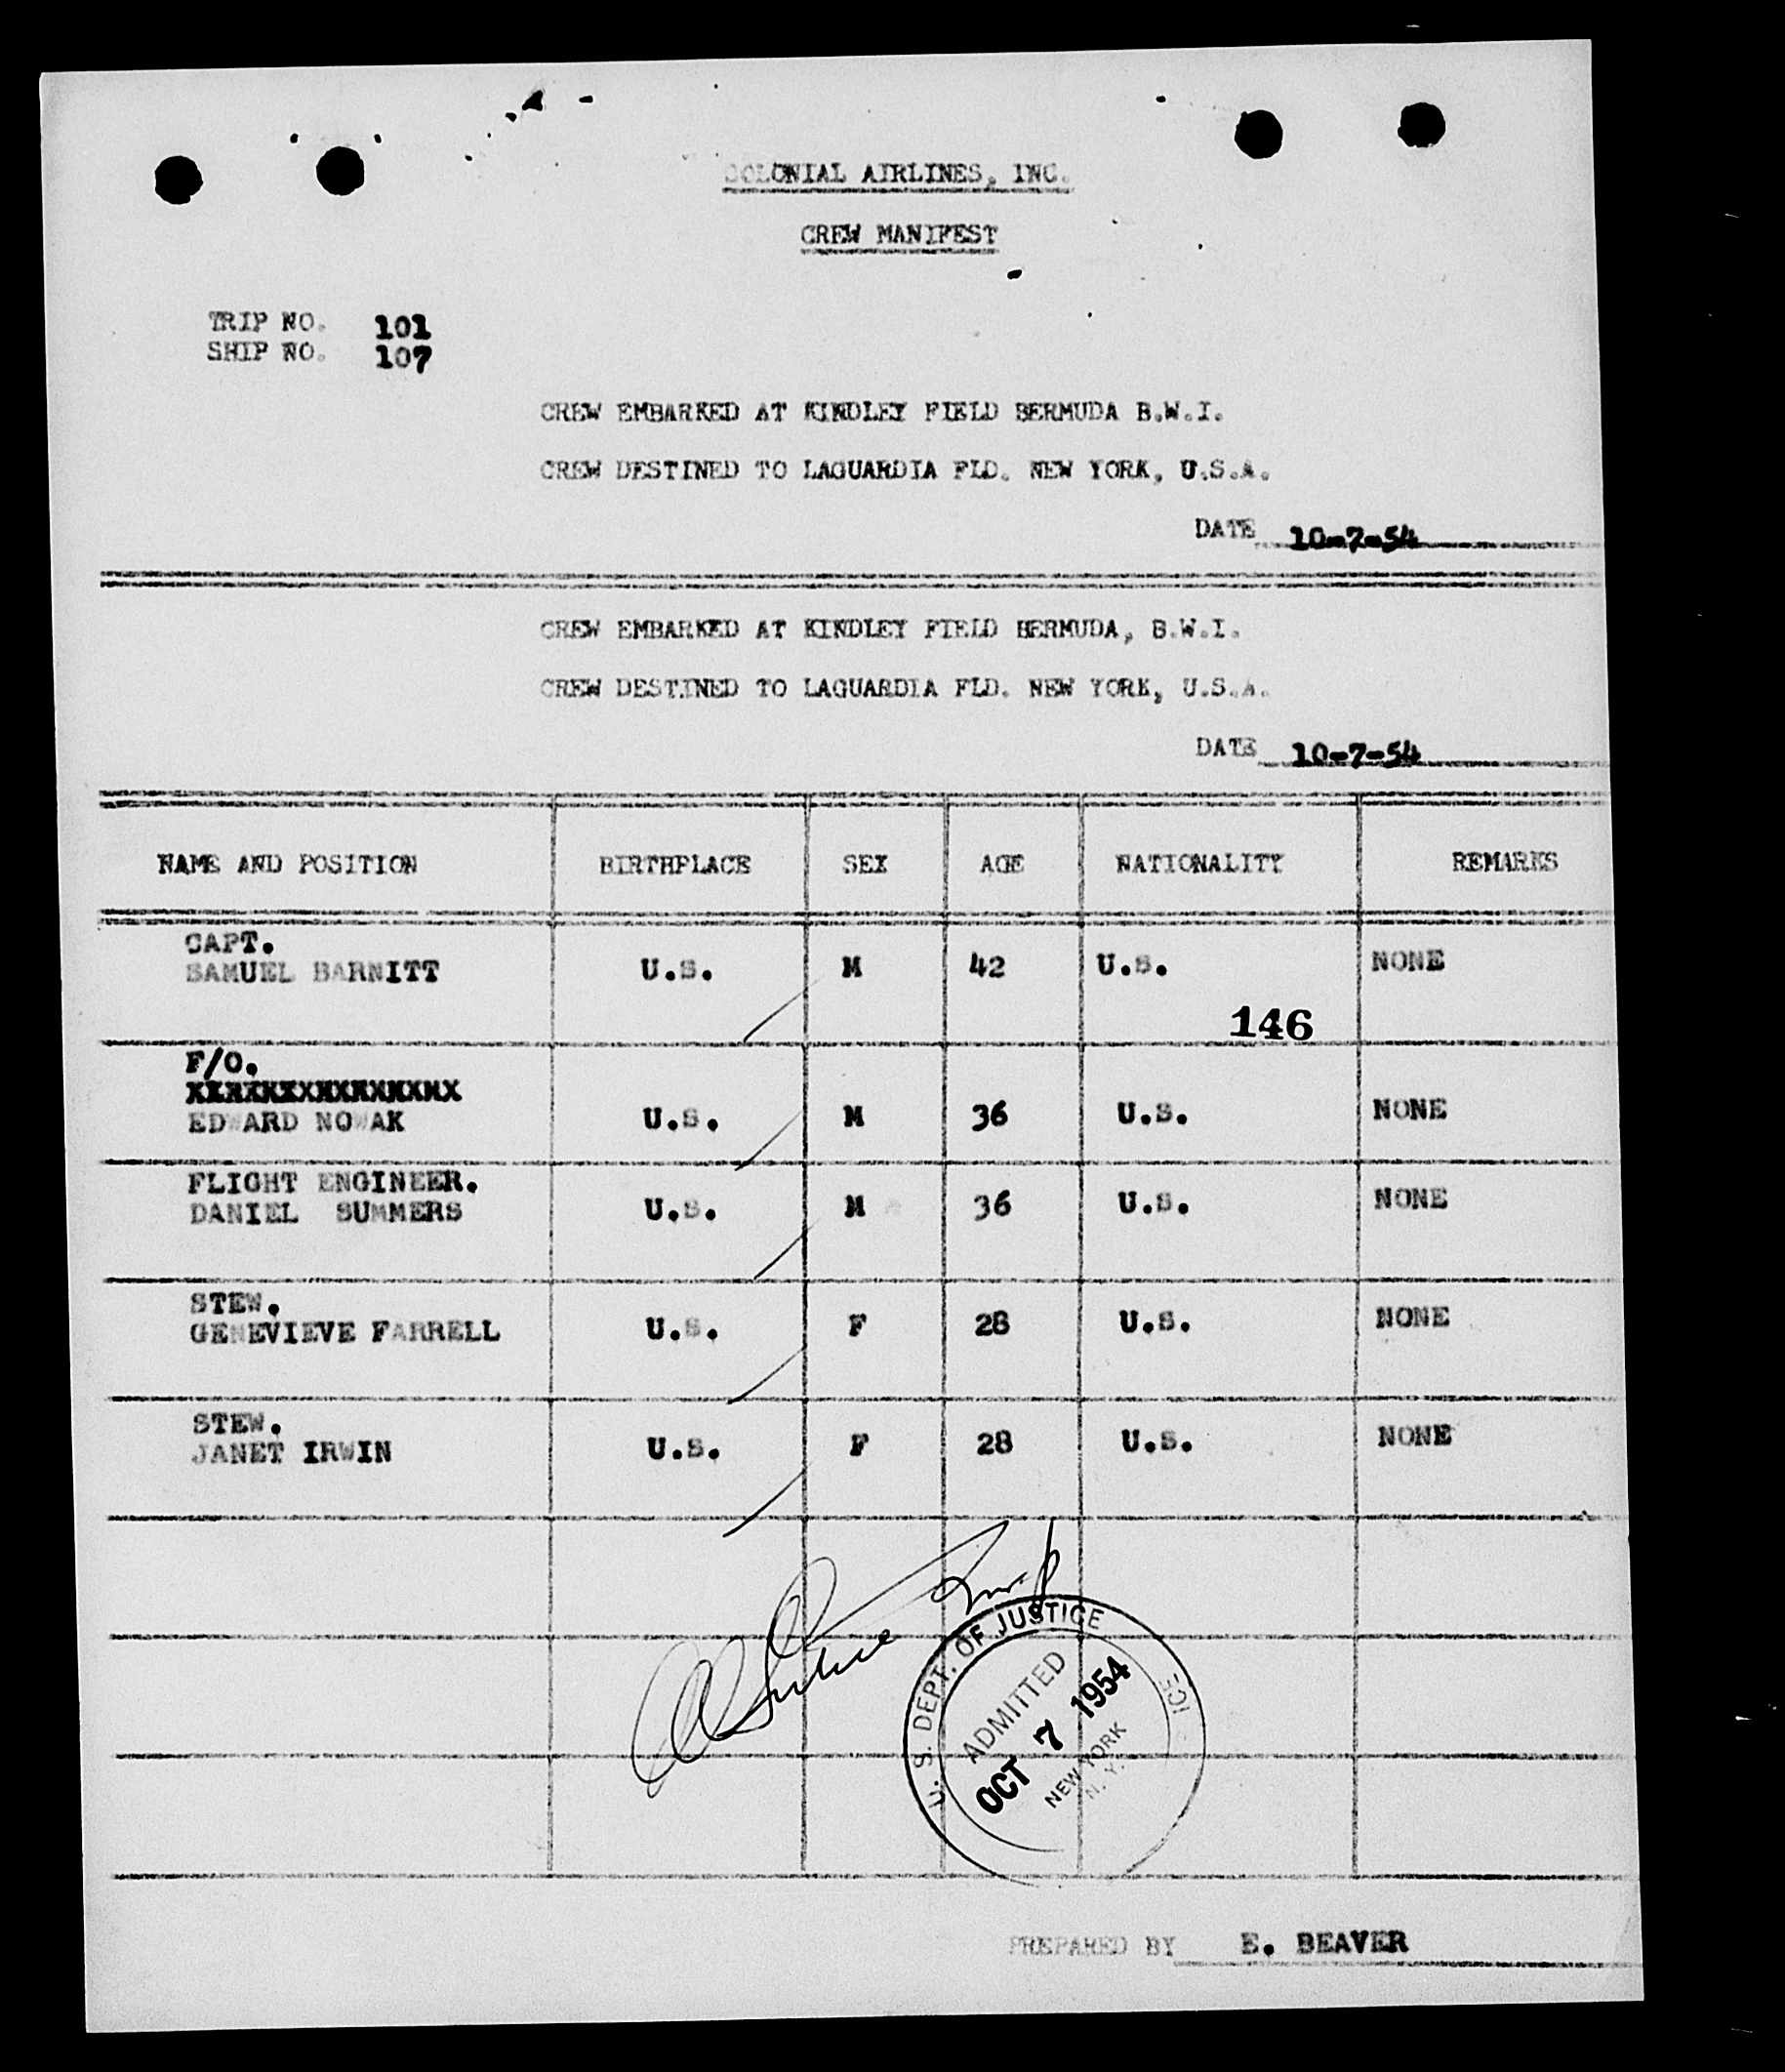 COLONIAL AIRLINES, INC.
CREW MANIFEST
TRIP NO. 101
SHIP NO. 107
CREW EMBARKED AT KINDLEY FIELD BERMUDA B.W.I.
CREW DESTINED TO LAGUARDIA FLD. NEW YORK, U.S.A.
DATE 10-7-54
CREW EMBARKED AT KINDLEY FIELD BERMUDA, B.W.I.
CREW DESTINED TO LAGUARDIA FLD. NEW YORK, U.S.A.
DATE 10-7-54
NAME AND POSITION BIRTHPLACE SEX AGE NATIONALITY REMARKS
CAPT.
SAMUEL BARNITT U.S. M 42 U.S. NONE
146
F/O.
EDWARD NOWAK U.S. M 36 U.S. NONE
FLIGHT ENGINEER.
DANIEL SUMMERS U.S. M 36 U.S. NONE
STEW.
GENEVIEVE FARRELL U.S. F 28 U.S. NONE
STEW.
JANET IRWIN U.S. F 28 U.S. NONE
U. S. DEPT. OF JUSTICE
ADMITTED
OCT 7 1954
NEW YORK
N. Y.
PREPARED BY E. BEAVER